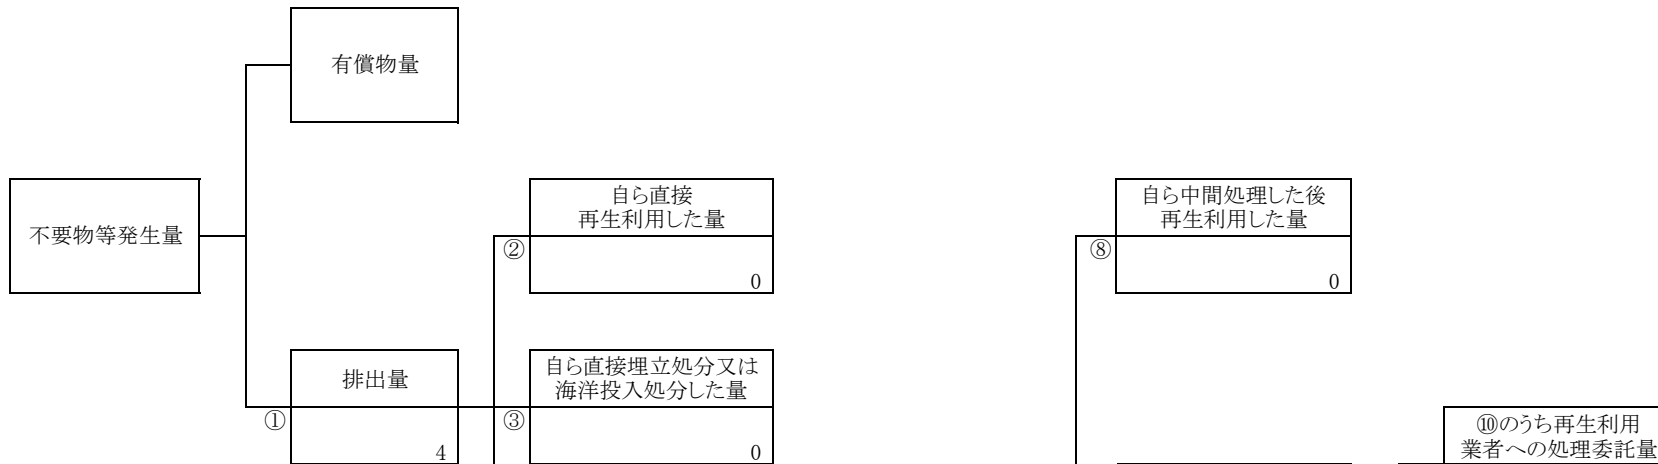 有償物量
不要物等発生量
自ら直接
再生利用した量
②
0
自ら中間処理した後
再生利用した量
⑧
0
排出量
①
4
自ら直接埋立処分又は
海洋投入処分した量
③
0
⑩のうち再生利用
業者への処理委託量